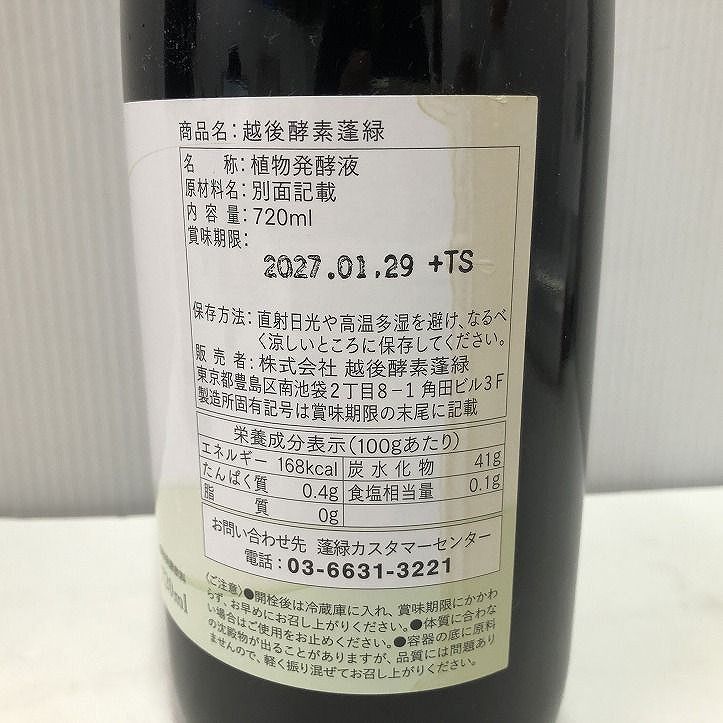 商品名：越後酵素蓬緑
名　　称：植物発酵液
原材料名：別面記載
内 容 量：720ml
賞味期限：
2027.01.29 +TS
保存方法：直射日光や高温多湿を避け、なるべ
く涼しいところに保存してください。
販 売 者：株式会社 越後酵素蓬緑
東京都豊島区南池袋2丁目8−1 角田ビル3F
製造所固有記号は賞味期限の末尾に記載
栄養成分表示（100gあたり）
エネルギー 168kcal 炭水化物 41g
たんぱく質 0.4g 食塩相当量 0.1g
脂　　質 0g
お問い合わせ先　蓬緑カスタマーセンター
電話：03-6631-3221
〈ご注意〉●開栓後は冷蔵庫に入れ、賞味期限にかかわ
らず、お早めにお召し上がりください。●体質に合わな
い場合はご使用をお止めください。●容器の底に原料
の沈殿物が出ることがありますが、品質には問題あり
ませんので、軽く振り混ぜてお召し上がりください。